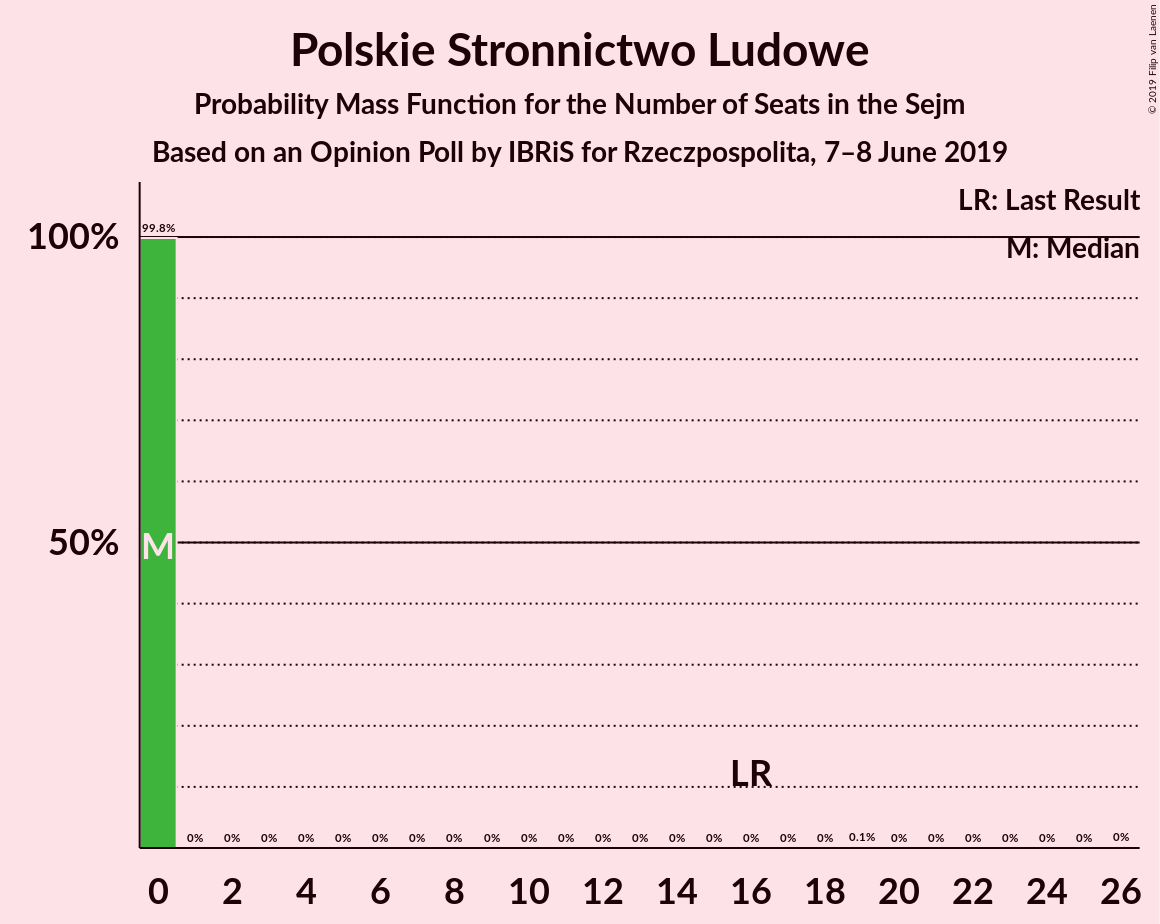 Polskie Stronnictwo Ludowe
Probability Mass Function for the Number of Seats in the Sejm
Based on an Opinion Poll by IBRiS for Rzeczpospolita, 7–8 June 2019
© 2019 Filip van Laenen
LR: Last Result
M: Median
99.8%
100%
50%
M
LR
0% 0% 0% 0% 0% 0% 0% 0% 0% 0% 0% 0% 0% 0% 0% 0% 0% 0% 0.1% 0% 0% 0% 0% 0% 0% 0%
0 2 4 6 8 10 12 14 16 18 20 22 24 26